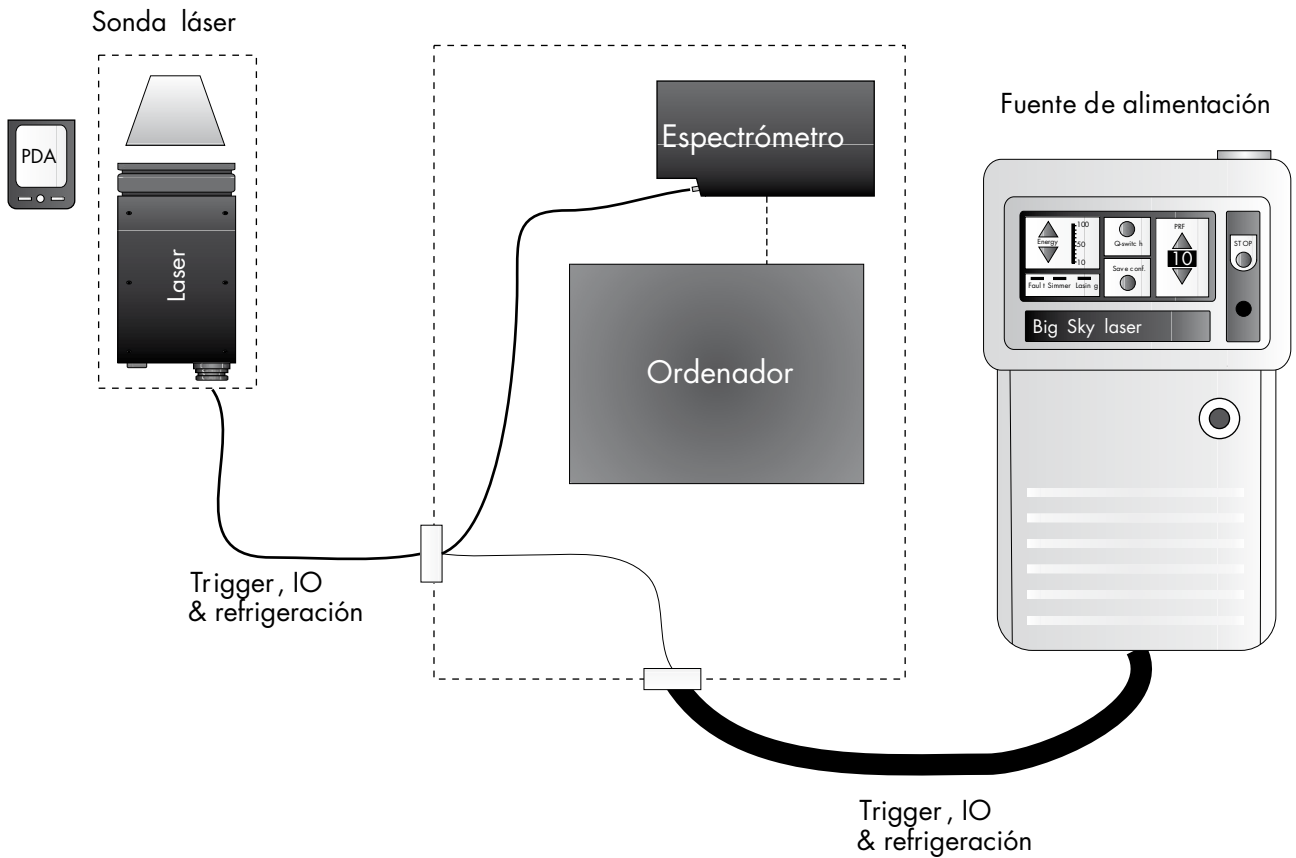 Sonda láser
PDA
Laser
Trigger, IO
& refrigeración
Espectrómetro
Ordenador
Fuente de alimentación
Energy
100
50
10
Q-switch
Save conf.
PRF
10
STOP
Fault Simmer Lasing
Big Sky laser
Trigger, IO
& refrigeración